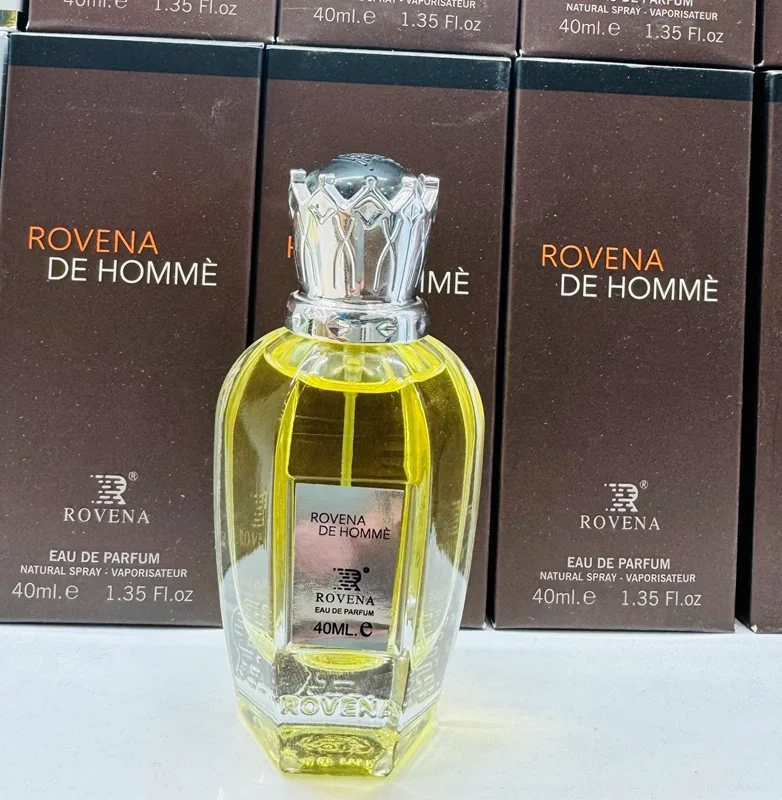 40ml.e 1.35 Fl.oz
VAPORISATEUR
40ml.e 1.35 Fl.oz
DE PARFUM
NATURAL SPRAY - VAPORISATEUR
40ml.e 1.35 Fl.oz
ROVENA
DE HOMMÈ
ROVENA
DE HOMMÈ
®
ROVENA
EAU DE PARFUM
NATURAL SPRAY - VAPORISATEUR
40ml.e 1.35 Fl.oz
®
ROVENA
EAU DE PARFUM
NATURAL SPRAY - VAPORISATEUR
40ml.e 1.35 Fl.oz
ROVENA
DE HOMMÈ
®
ROVENA
EAU DE PARFUM
40ML.e
ROVENA